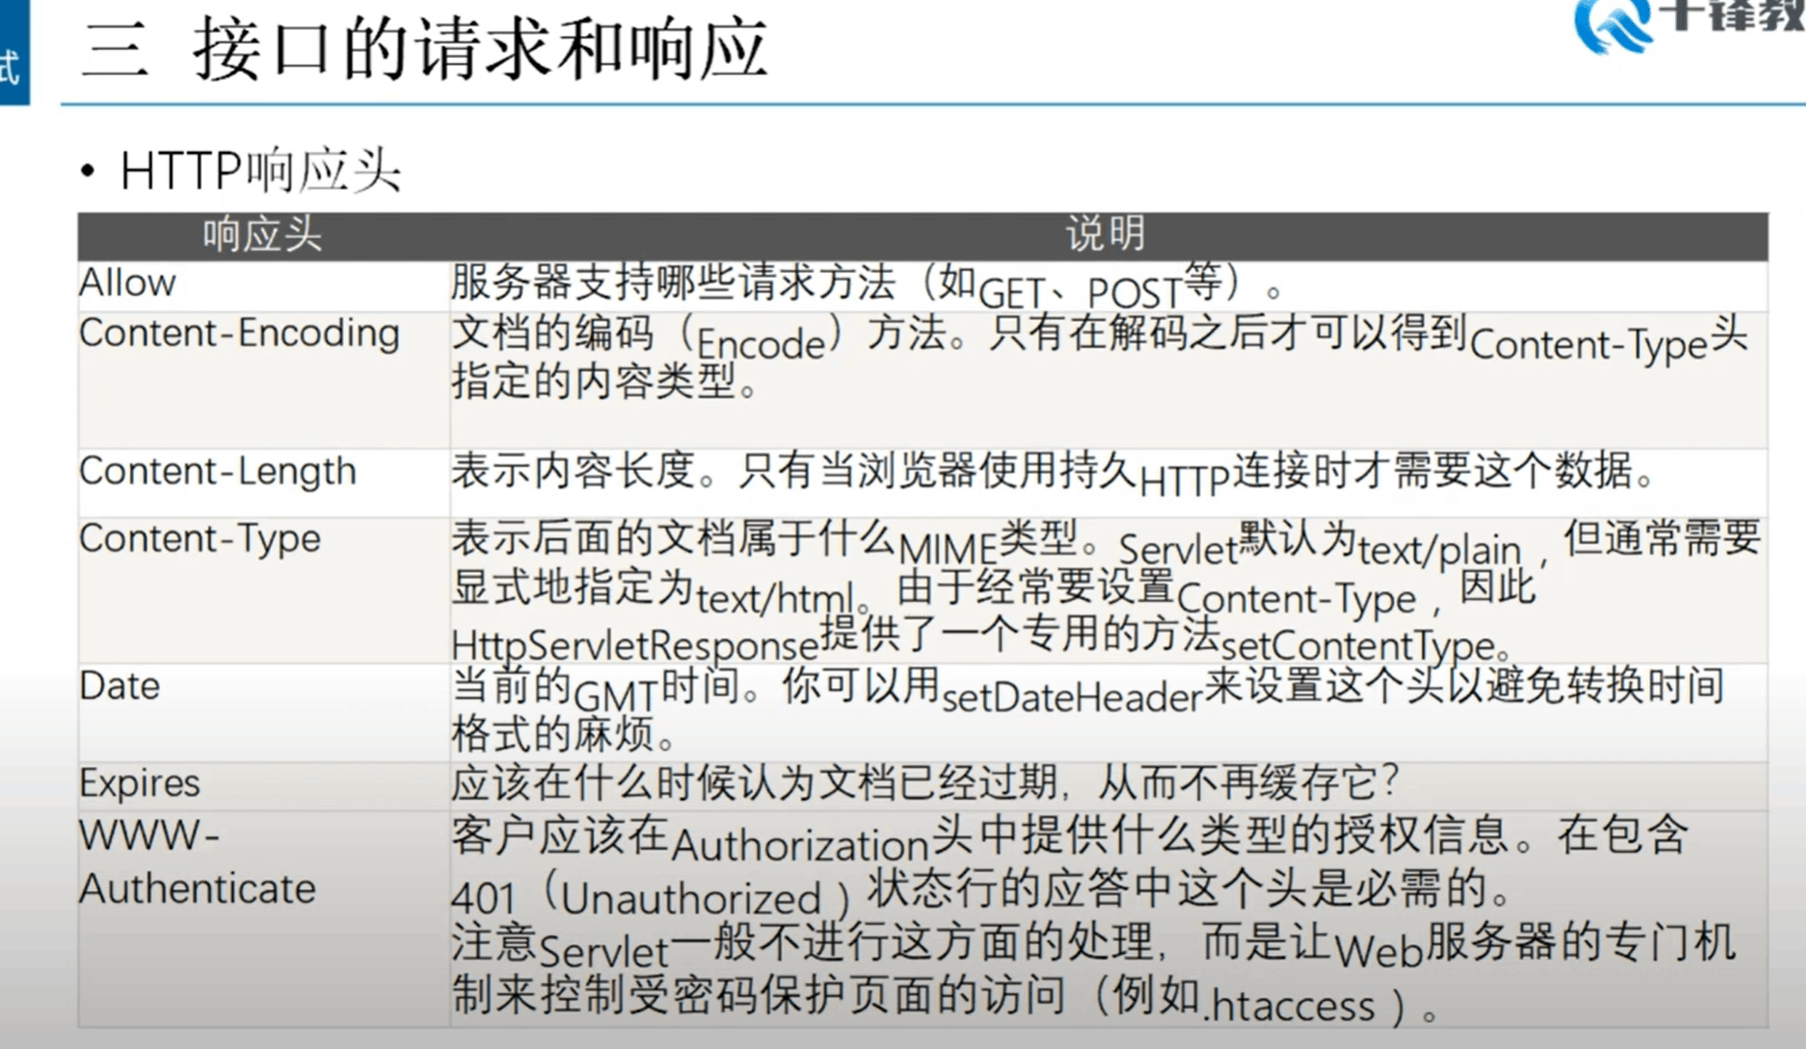 式
三 接口的请求和响应
千锋教
• HTTP响应头
响应头 说明
Allow 服务器支持哪些请求方法（如GET、POST等）。
Content-Encoding 文档的编码（Encode）方法。只有在解码之后才可以得到Content-Type头
指定的内容类型。
Content-Length 表示内容长度。只有当浏览器使用持久HTTP连接时才需要这个数据。
Content-Type 表示后面的文档属于什么MIME类型。Servlet默认为text/plain，但通常需要
显式地指定为text/html。由于经常要设置Content-Type，因此
HttpServletResponse提供了一个专用的方法setContentType。
Date 当前的GMT时间。你可以用setDateHeader来设置这个头以避免转换时间
格式的麻烦。
Expires 应该在什么时候认为文档已经过期，从而不再缓存它？
WWW- 客户应该在Authorization头中提供什么类型的授权信息。在包含
Authenticate 401（Unauthorized）状态行的应答中这个头是必需的。
注意Servlet一般不进行这方面的处理，而是让Web服务器的专门机
制来控制受密码保护页面的访问（例如.htaccess）。